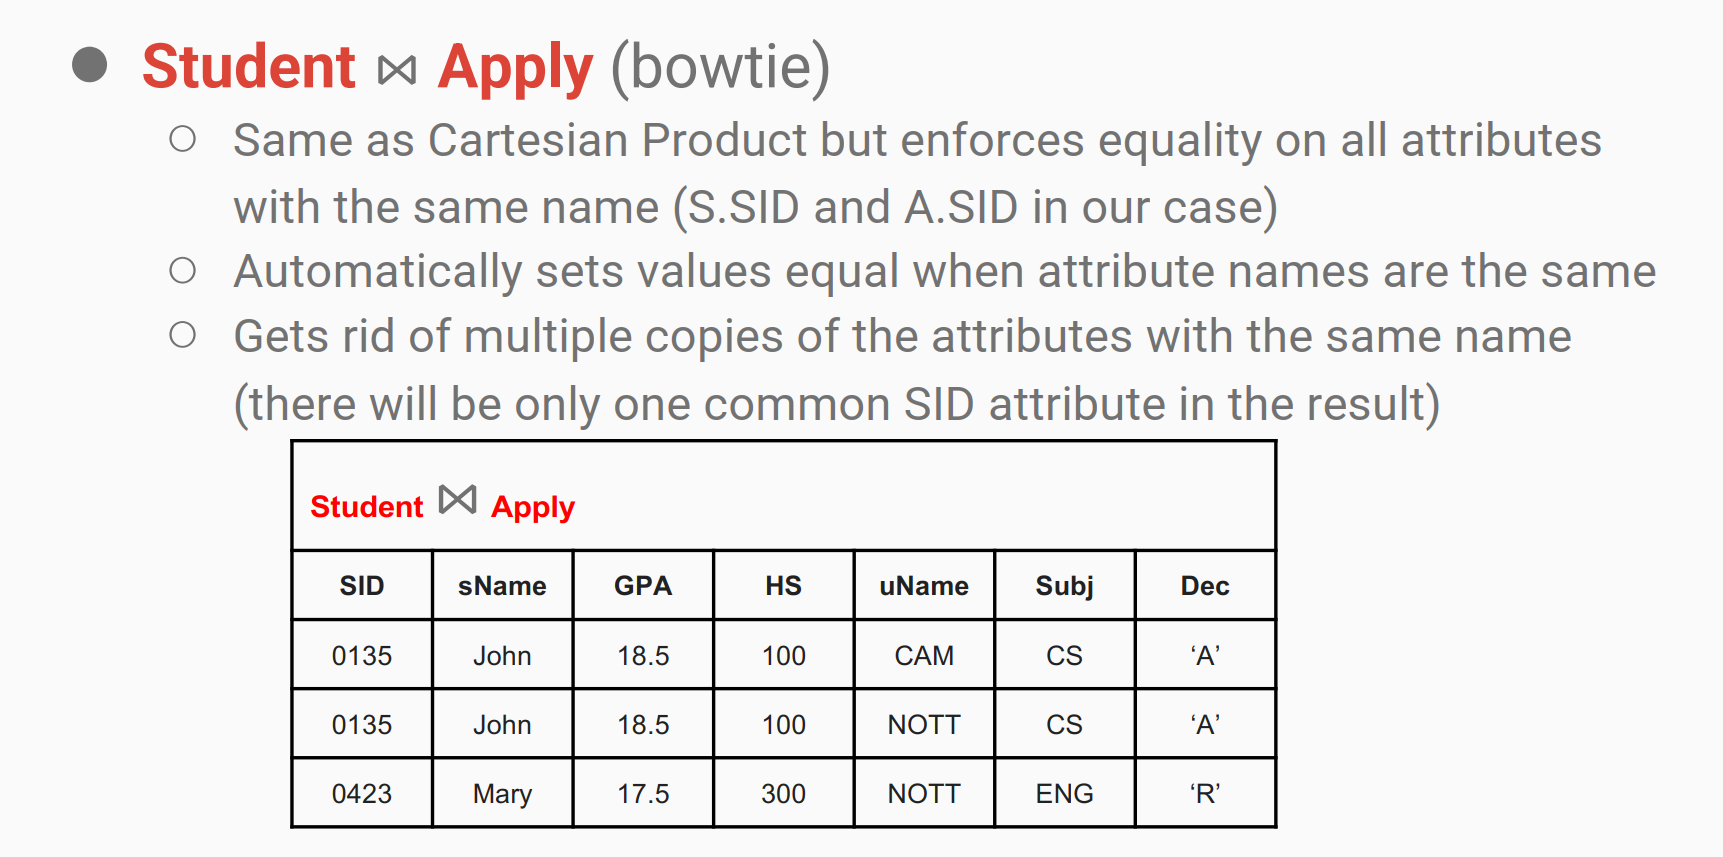 ● Student ⋈ Apply (bowtie)
○ Same as Cartesian Product but enforces equality on all attributes
with the same name (S.SID and A.SID in our case)
○ Automatically sets values equal when attribute names are the same
○ Gets rid of multiple copies of the attributes with the same name
(there will be only one common SID attribute in the result)
Student ⋈ Apply
SID sName GPA HS uName Subj Dec
0135 John 18.5 100 CAM CS ‘A’
0135 John 18.5 100 NOTT CS ‘A’
0423 Mary 17.5 300 NOTT ENG ‘R’